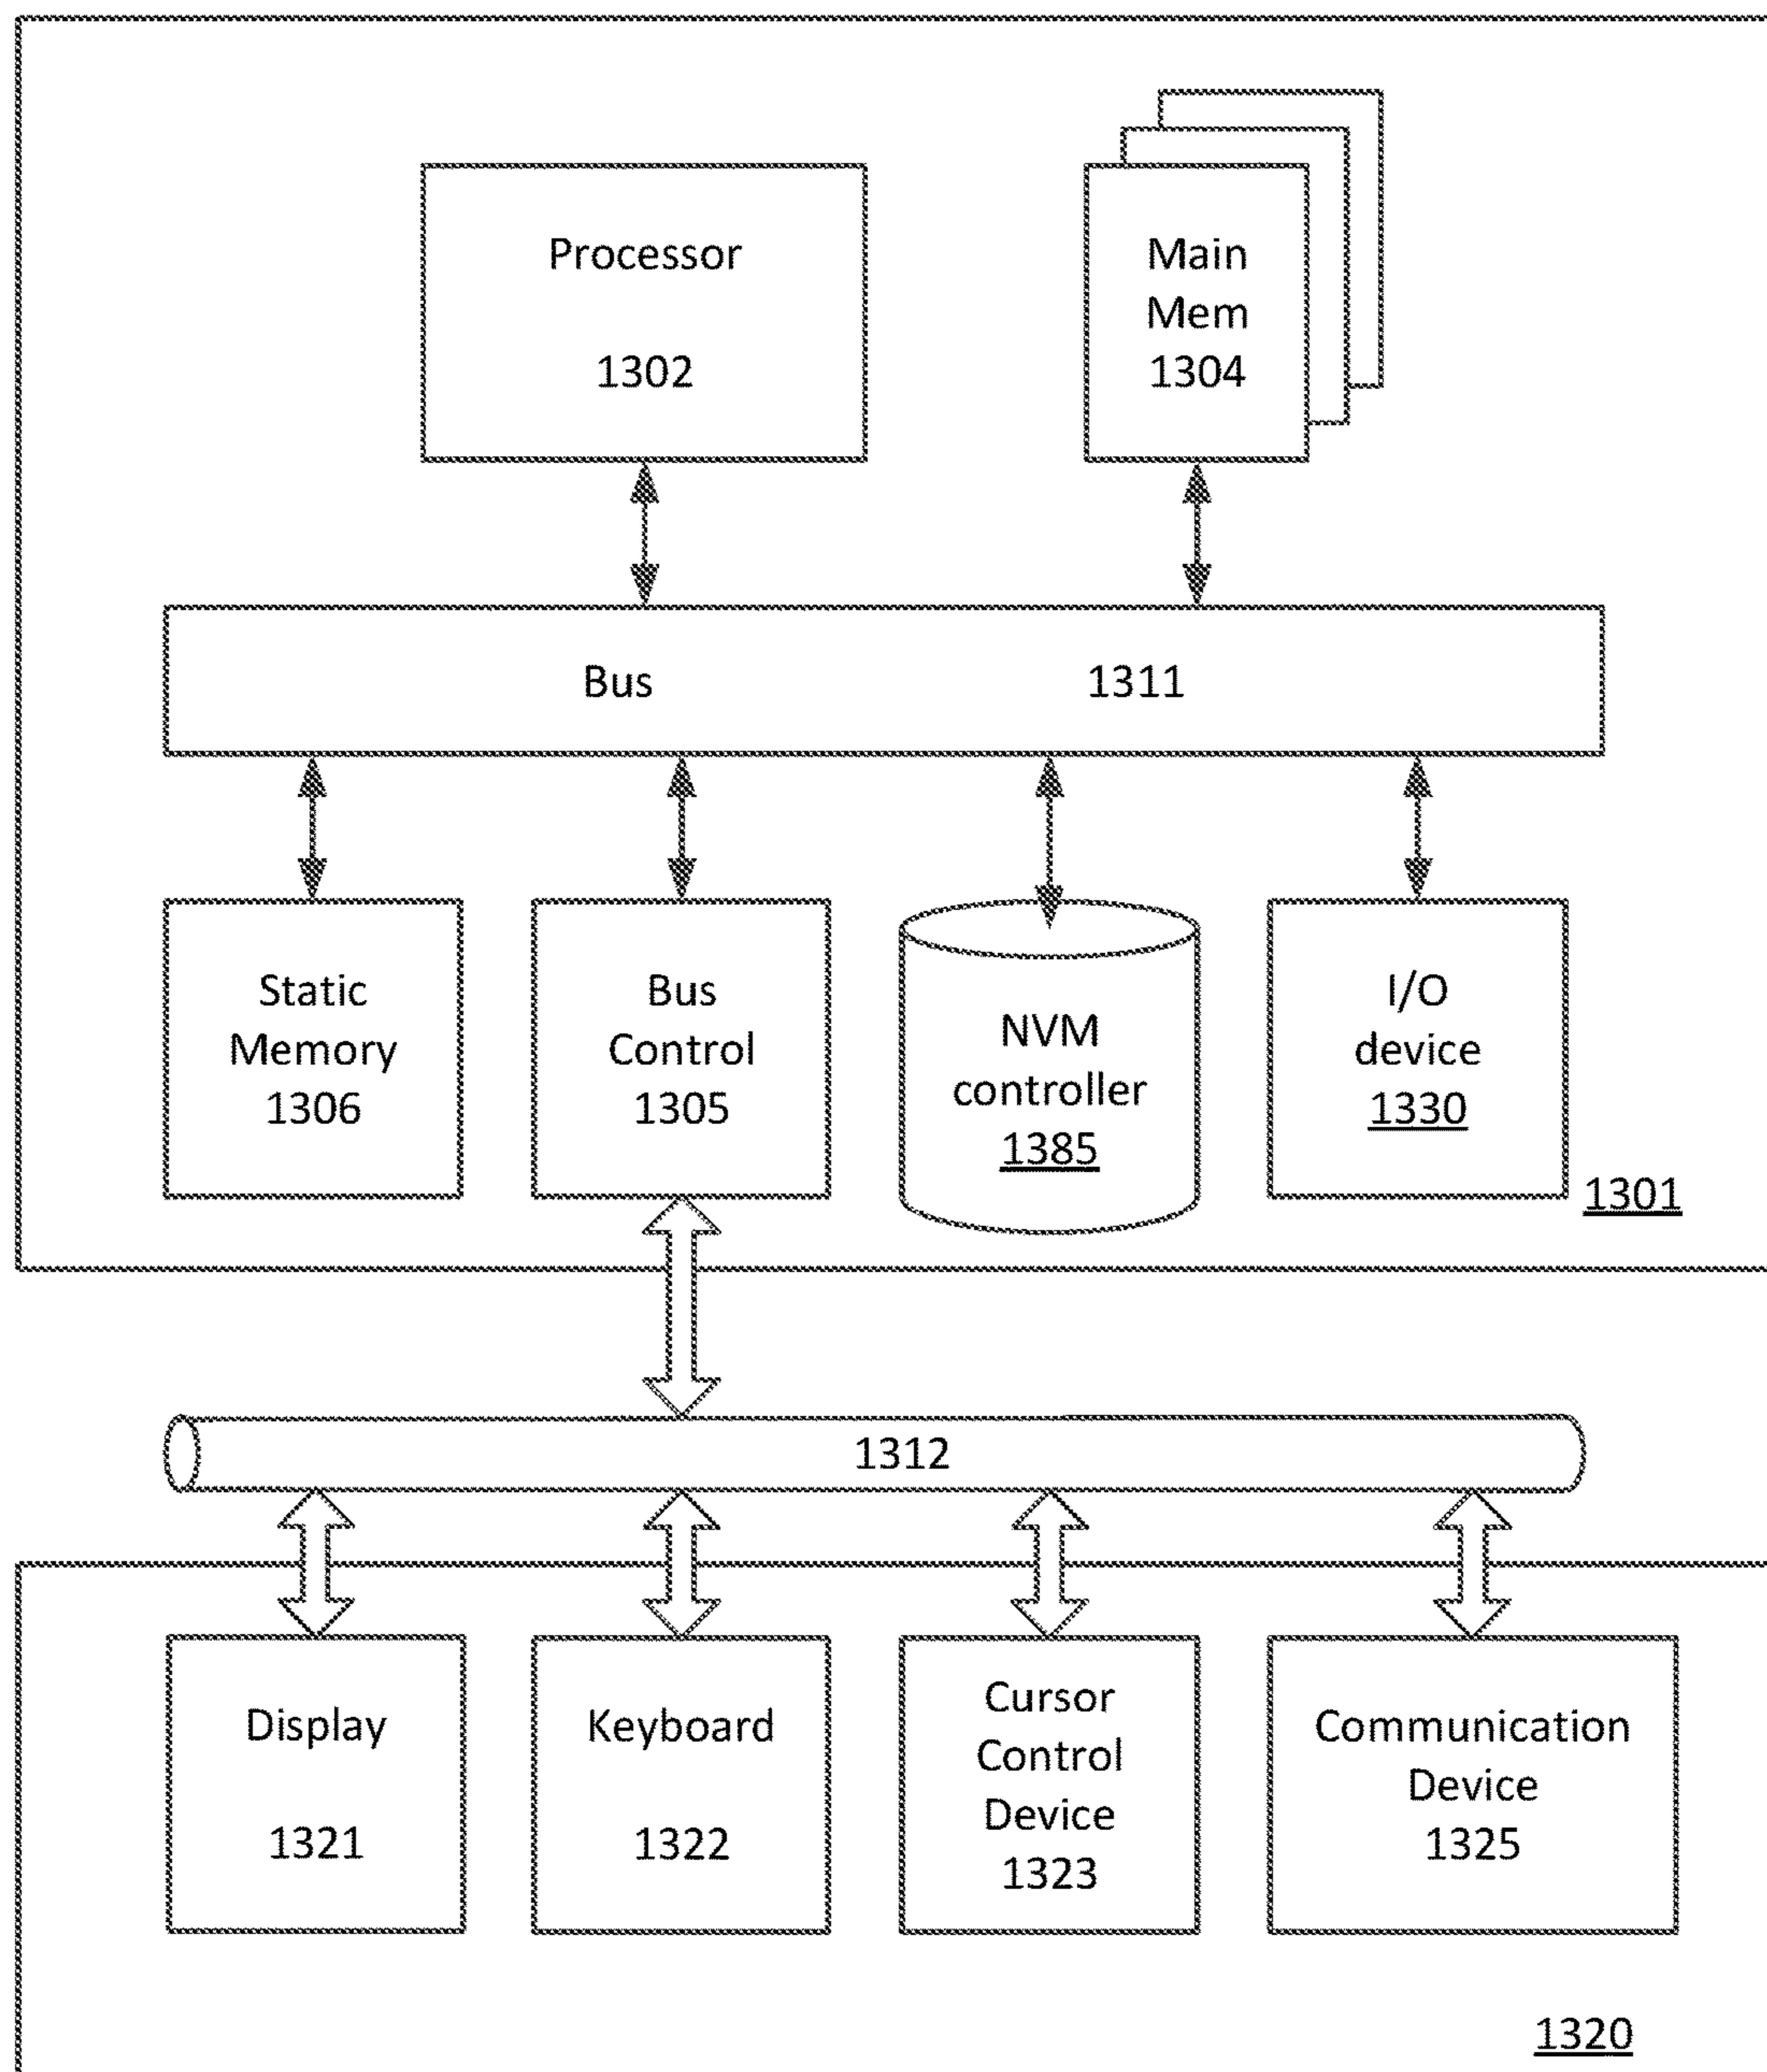 Processor
1302
Main
Mem
1304
Bus 1311
Static
Memory
1306
Bus
Control
1305
NVM
controller
1385
I/O
device
1330
1301
1312
Display
1321
Keyboard
1322
Cursor
Control
Device
1323
Communication
Device
1325
1320